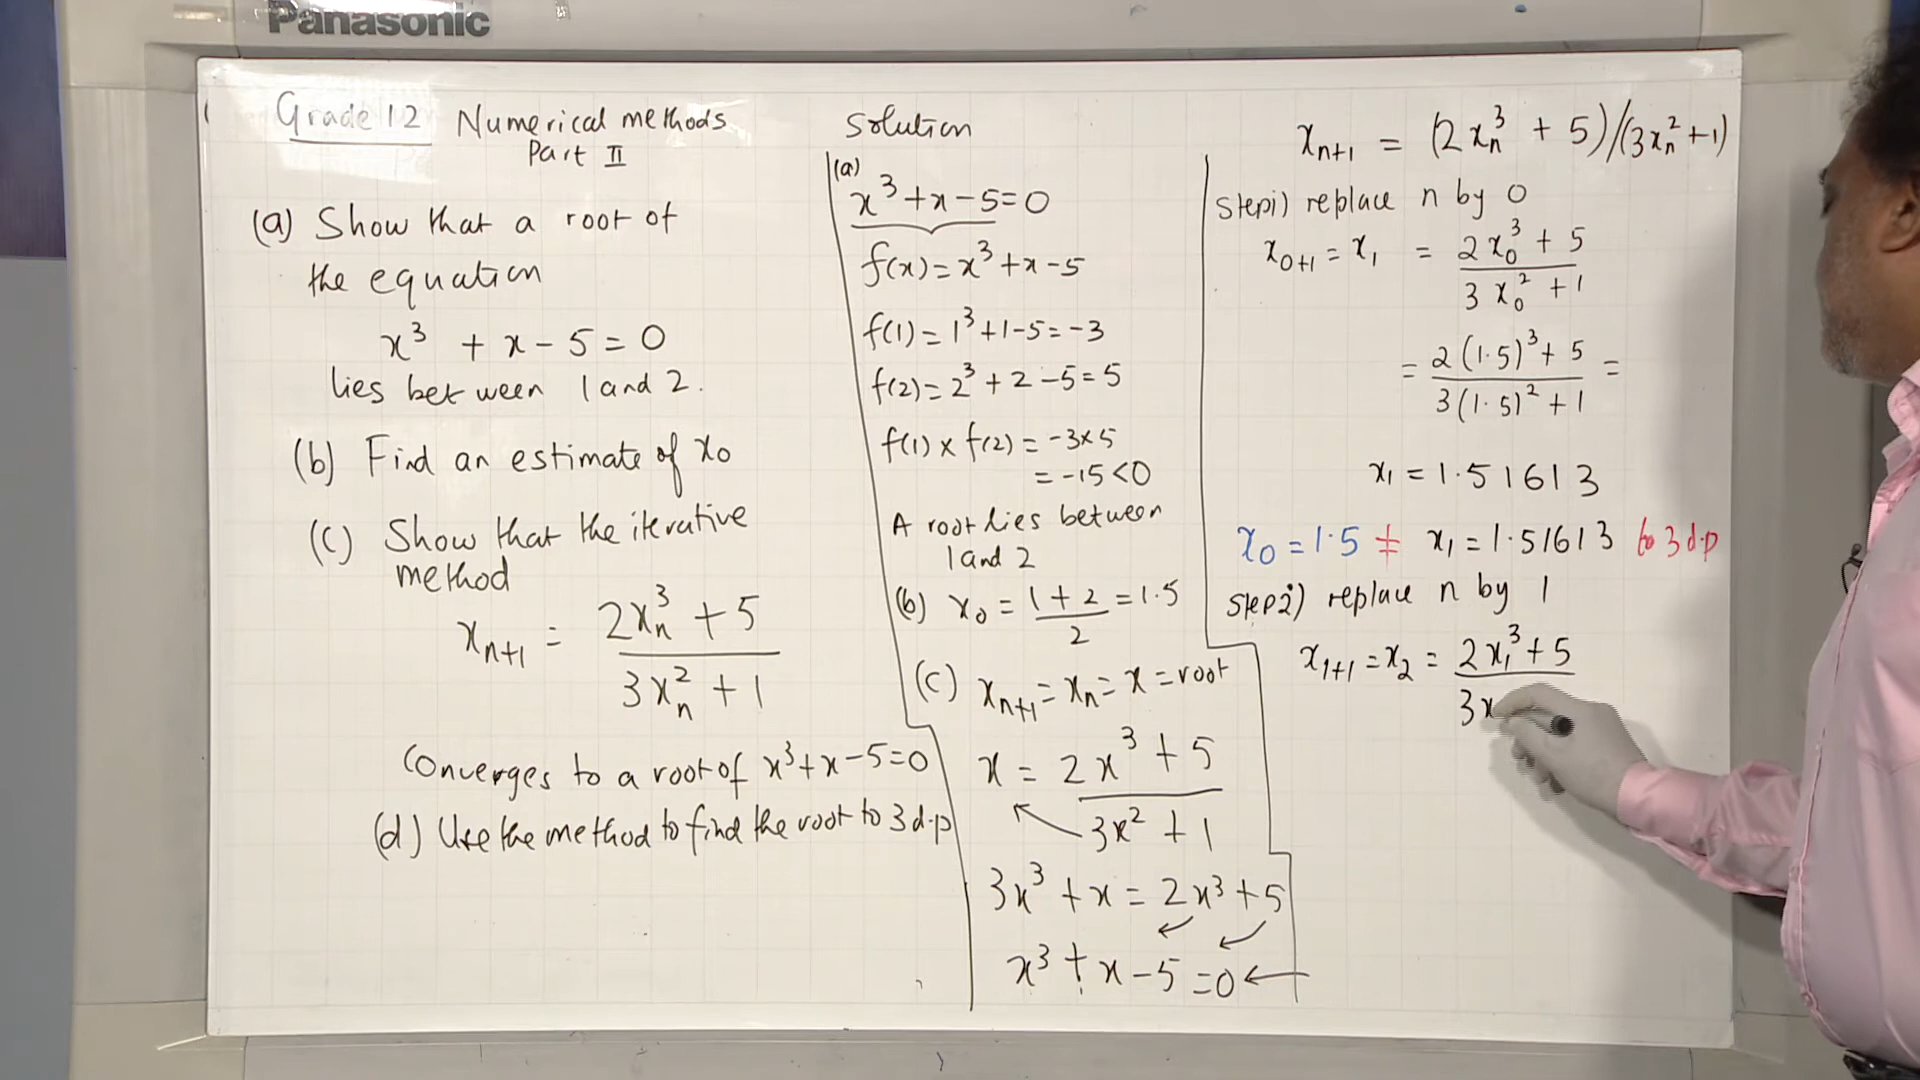 Panasonic
Grade 12 Numerical methods
Part II
(a) Show that a root of
the equation
x³ + x - 5 = 0
lies between 1 and 2.
(b) Find an estimate of x₀
(c) Show that the iterative
method
xₙ₊₁ = (2xₙ³ + 5)/(3xₙ² + 1)
Converges to a root of x³+x-5=0
(d) Use the method to find the root to 3 d.p
Solution
(a)
x³ + x - 5 = 0
f(x) = x³ + x - 5
f(1) = 1³ + 1 - 5 = -3
f(2) = 2³ + 2 - 5 = 5
f(1) × f(2) = -3×5
= -15 < 0
A root lies between
1 and 2
(b) x₀ = (1 + 2)/2 = 1.5
(c) xₙ₊₁ = xₙ = x = root
x = (2x³ + 5)/(3x² + 1)
3x³ + x = 2x³ + 5
x³ + x - 5 = 0
xₙ₊₁ = (2xₙ³ + 5)/(3xₙ² + 1)
Step1) replace n by 0
x₀₊₁ = x₁ = (2x₀³ + 5)/(3x₀² + 1)
= (2(1.5)³ + 5)/(3(1.5)² + 1) =
x₁ = 1.51613
x₀ = 1.5 ≠ x₁ = 1.51613 to 3 d.p
Step2) replace n by 1
x₁₊₁ = x₂ = (2x₁³ + 5)/(3x